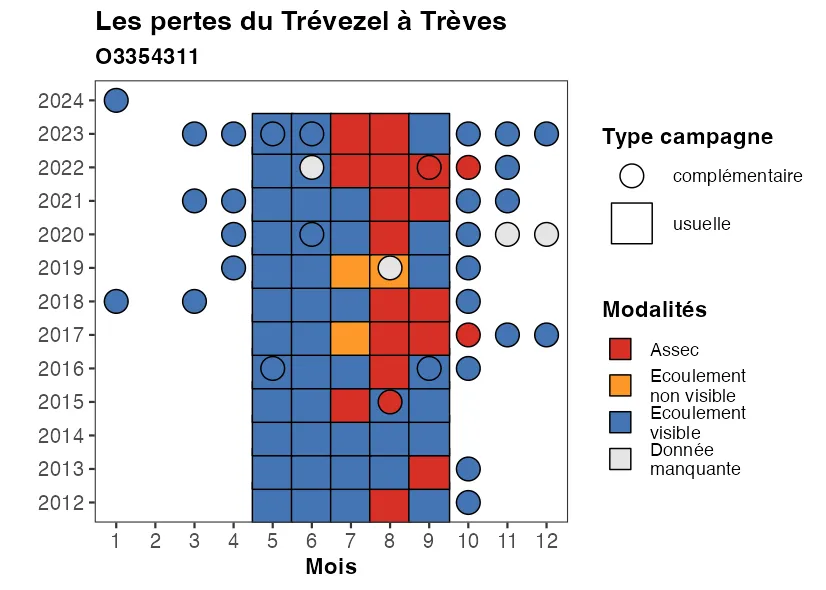 Les pertes du Trévezel à Trèves
O3354311
2024
2023
2022
2021
2020
2019
2018
2017
2016
2015
2014
2013
2012
1 2 3 4 5 6 7 8 9 10 11 12
Mois
Type campagne
complémentaire
usuelle
Modalités
Assec
Ecoulement
non visible
Ecoulement
visible
Donnée
manquante